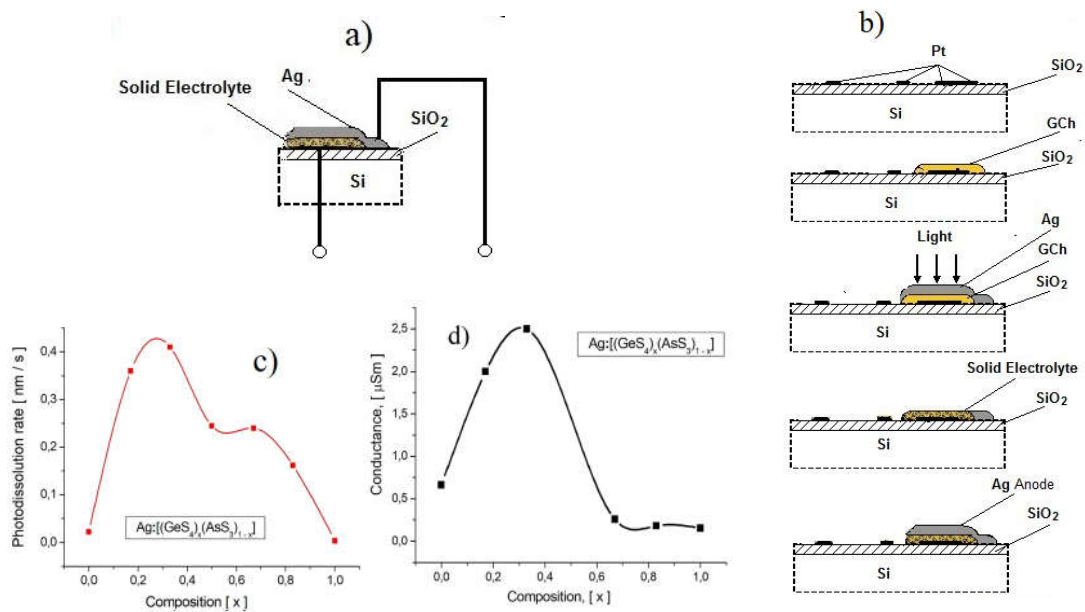 a)
Solid Electrolyte
Ag
SiO2
Si
b)
Pt
SiO2
Si
GCh
SiO2
Si
Light
Ag
GCh
SiO2
Si
Solid Electrolyte
SiO2
Si
Ag Anode
SiO2
Si
c)
Photodissolution rate [ nm / s ]
0,4
0,3
0,2
0,1
0,0
Ag:[(GeS4)x(AsS3)1-x]
0,0 0,2 0,4 0,6 0,8 1,0
Composition [ x ]
d)
Ag:[(GeS4)x(AsS3)1-x]
Conductance, [ μSm ]
2,5
2,0
1,5
1,0
0,5
0,0
0,0 0,2 0,4 0,6 0,8 1,0
Composition, [ x ]